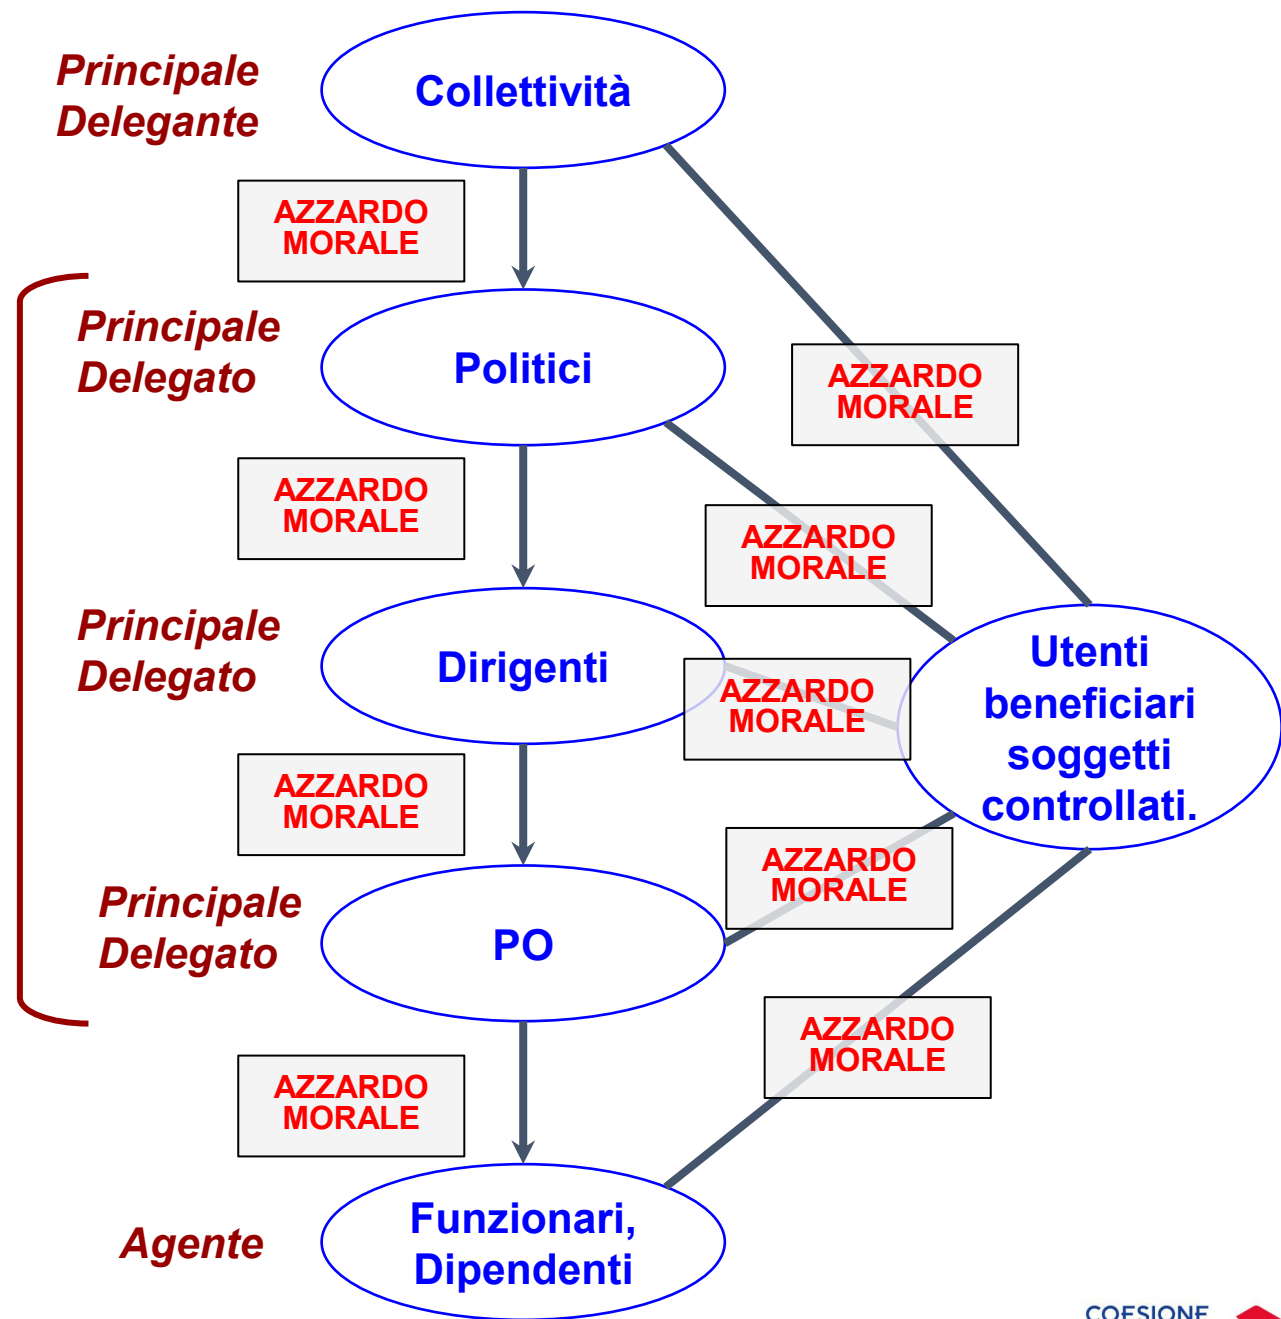 Principale
Delegante
Collettività
AZZARDO
MORALE
Principale
Delegato
Politici
AZZARDO
MORALE
AZZARDO
MORALE
AZZARDO
MORALE
Principale
Delegato
Dirigenti
AZZARDO
MORALE
Utenti
beneficiari
soggetti
controllati.
AZZARDO
MORALE
AZZARDO
MORALE
Principale
Delegato
PO
AZZARDO
MORALE
AZZARDO
MORALE
Agente
Funzionari,
Dipendenti
COESIONE